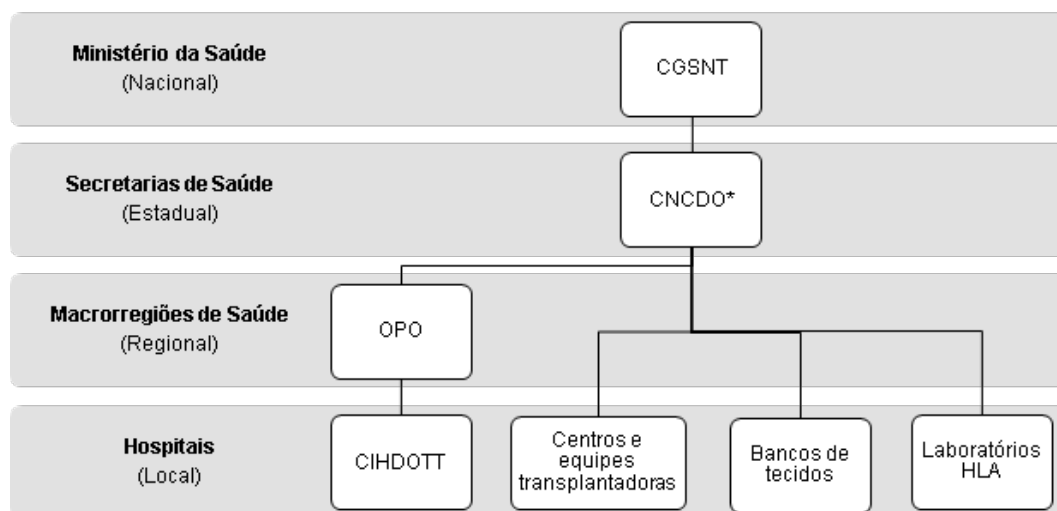 Ministério da Saúde
(Nacional)
CGSNT
Secretarias de Saúde
(Estadual)
CNCDO*
Macrorregiões de Saúde
(Regional)
OPO
Hospitais
(Local)
CIHDOTT
Centros e
equipes
transplantadoras
Bancos de
tecidos
Laboratórios
HLA